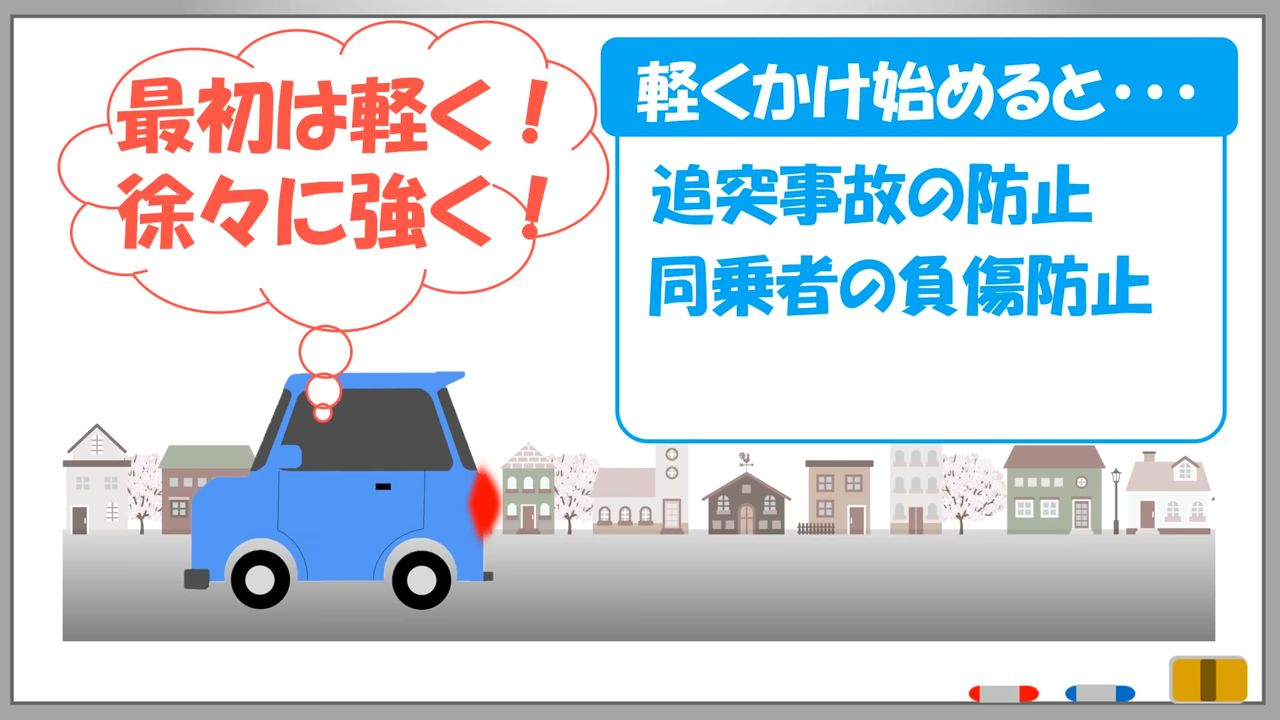 最初は軽く！
徐々に強く！
軽くかけ始めると・・・
追突事故の防止
同乗者の負傷防止